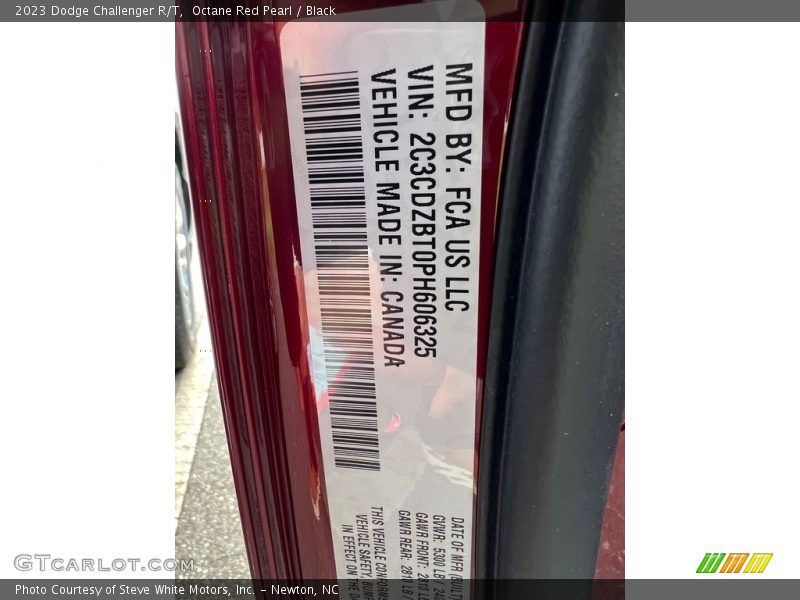 2023 Dodge Challenger R/T, Octane Red Pearl / Black
MFD BY: FCA US LLC
VIN: 2C3CDZBT0PH606325
VEHICLE MADE IN: CANADA
DATE OF MFR
GVWR: 5300 LB
GAWR FRONT:
GAWR REAR:
THIS VEHICLE
VEHICLE SAFETY,
IN EFFECT ON THE
GTCarlot.com
Photo Courtesy of Steve White Motors, Inc. – Newton, NC